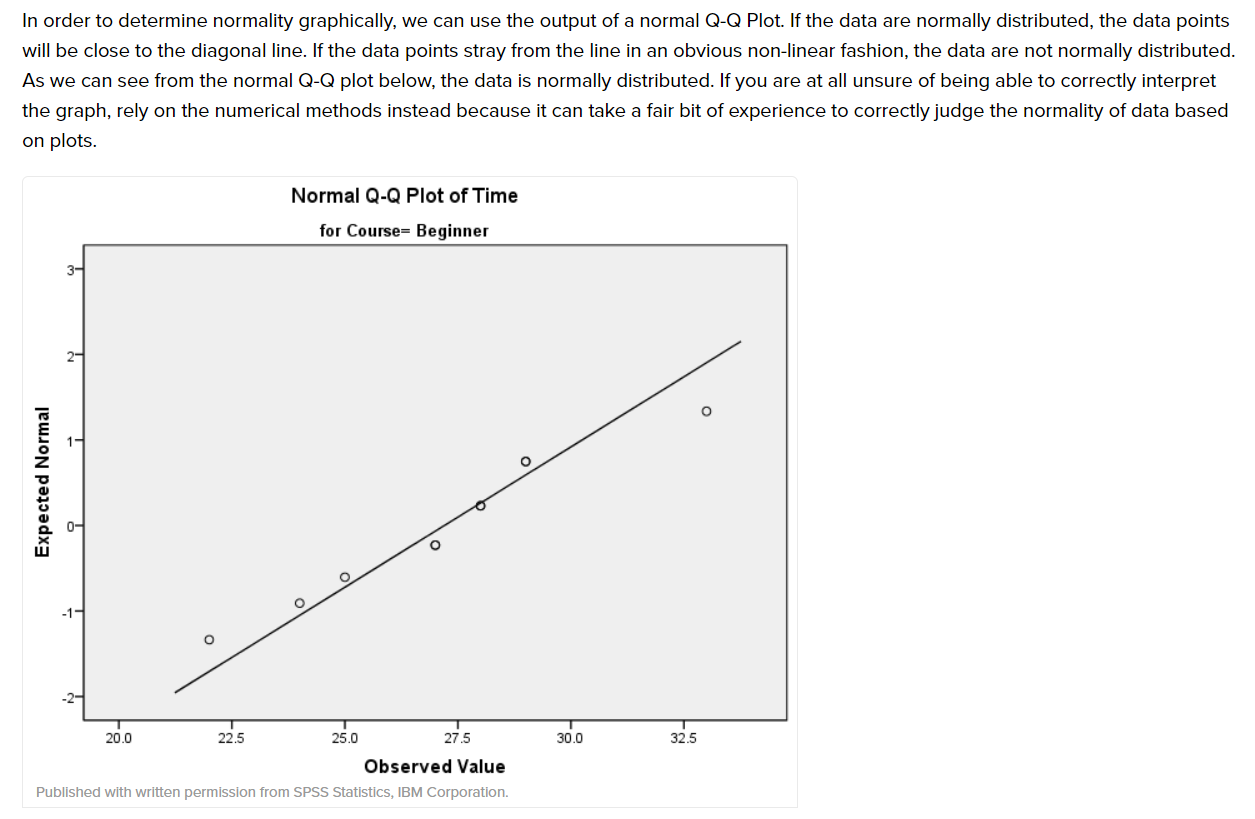 In order to determine normality graphically, we can use the output of a normal Q-Q Plot. If the data are normally distributed, the data points
will be close to the diagonal line. If the data points stray from the line in an obvious non-linear fashion, the data are not normally distributed.
As we can see from the normal Q-Q plot below, the data is normally distributed. If you are at all unsure of being able to correctly interpret
the graph, rely on the numerical methods instead because it can take a fair bit of experience to correctly judge the normality of data based
on plots.
Normal Q-Q Plot of Time
for Course= Beginner
Expected Normal
3
2
1
0
-1
-2
20.0 22.5 25.0 27.5 30.0 32.5
Observed Value
Published with written permission from SPSS Statistics, IBM Corporation.